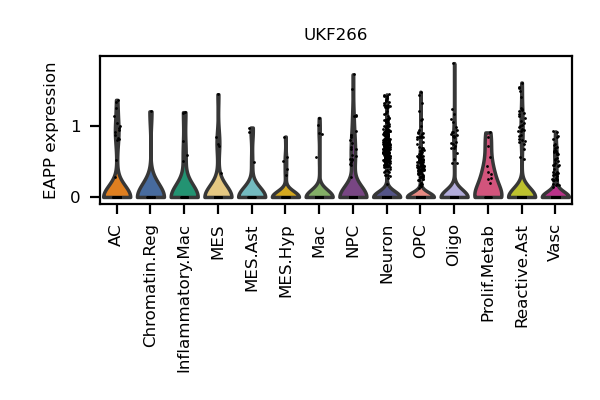 UKF266
EAPP expression
1
0
AC
Chromatin.Reg
Inflammatory.Mac
MES
MES.Ast
MES.Hyp
Mac
NPC
Neuron
OPC
Oligo
Prolif.Metab
Reactive.Ast
Vasc